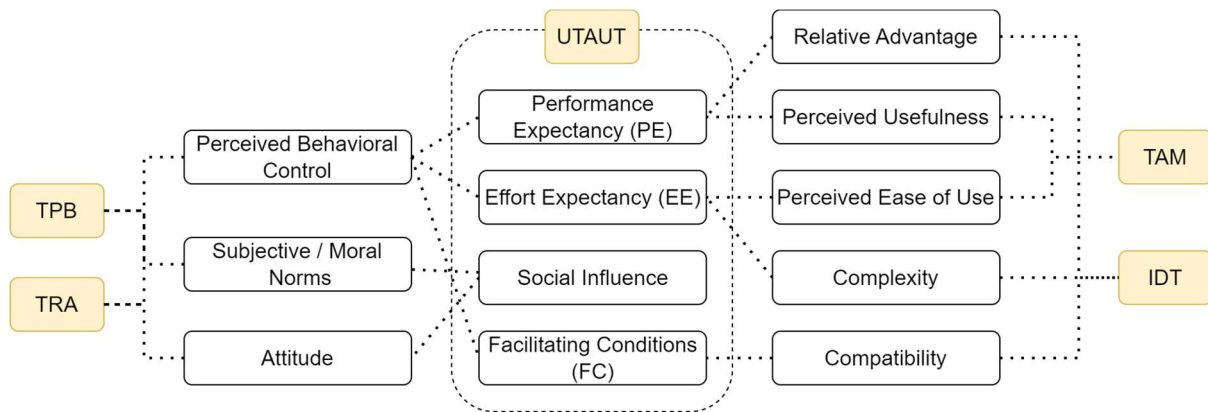 UTAUT
Relative Advantage
Performance
Expectancy (PE)
Perceived Usefulness
Perceived Behavioral
Control
TAM
TPB
Effort Expectancy (EE)
Perceived Ease of Use
Subjective / Moral
Norms
Social Influence
Complexity
IDT
TRA
Attitude
Facilitating Conditions
(FC)
Compatibility